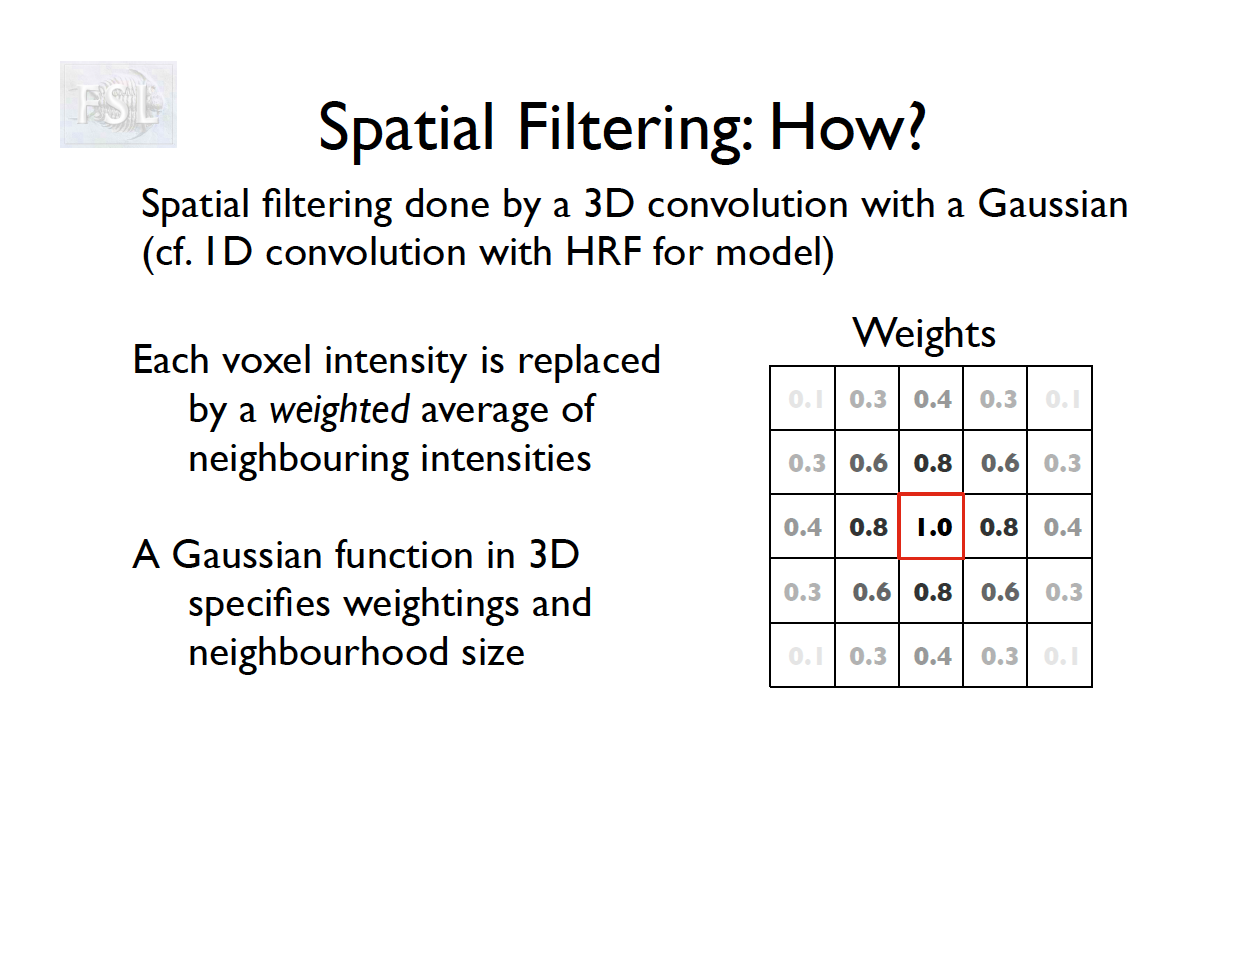 FSL
Spatial Filtering: How?
Spatial filtering done by a 3D convolution with a Gaussian
(cf. 1D convolution with HRF for model)
Each voxel intensity is replaced
by a weighted average of
neighbouring intensities
A Gaussian function in 3D
specifies weightings and
neighbourhood size
Weights
0.1 0.3 0.4 0.3 0.1
0.3 0.6 0.8 0.6 0.3
0.4 0.8 1.0 0.8 0.4
0.3 0.6 0.8 0.6 0.3
0.1 0.3 0.4 0.3 0.1